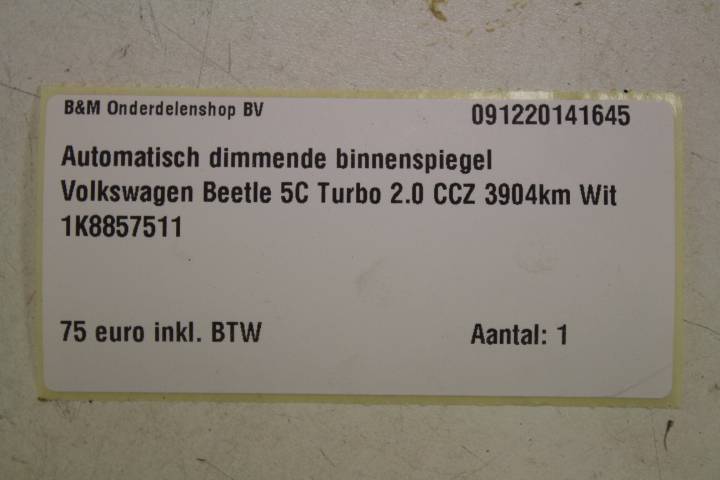 B&M Onderdelenshop BV 091220141645
Automatisch dimmende binnenspiegel
Volkswagen Beetle 5C Turbo 2.0 CCZ 3904km Wit
1K8857511
75 euro inkl. BTW Aantal: 1